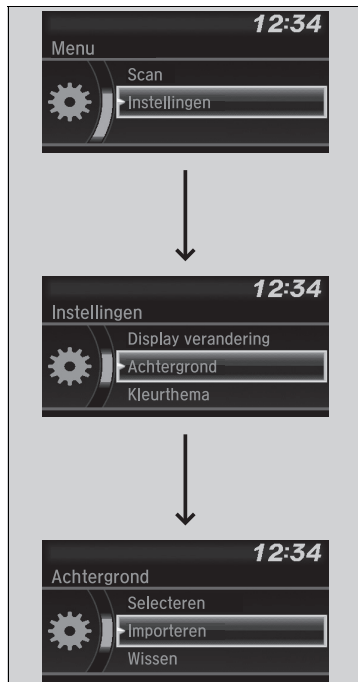 12:34
Menu
Scan
Instellingen
12:34
Instellingen
Display verandering
Achtergrond
Kleurthema
12:34
Achtergrond
Selecteren
Importeren
Wissen